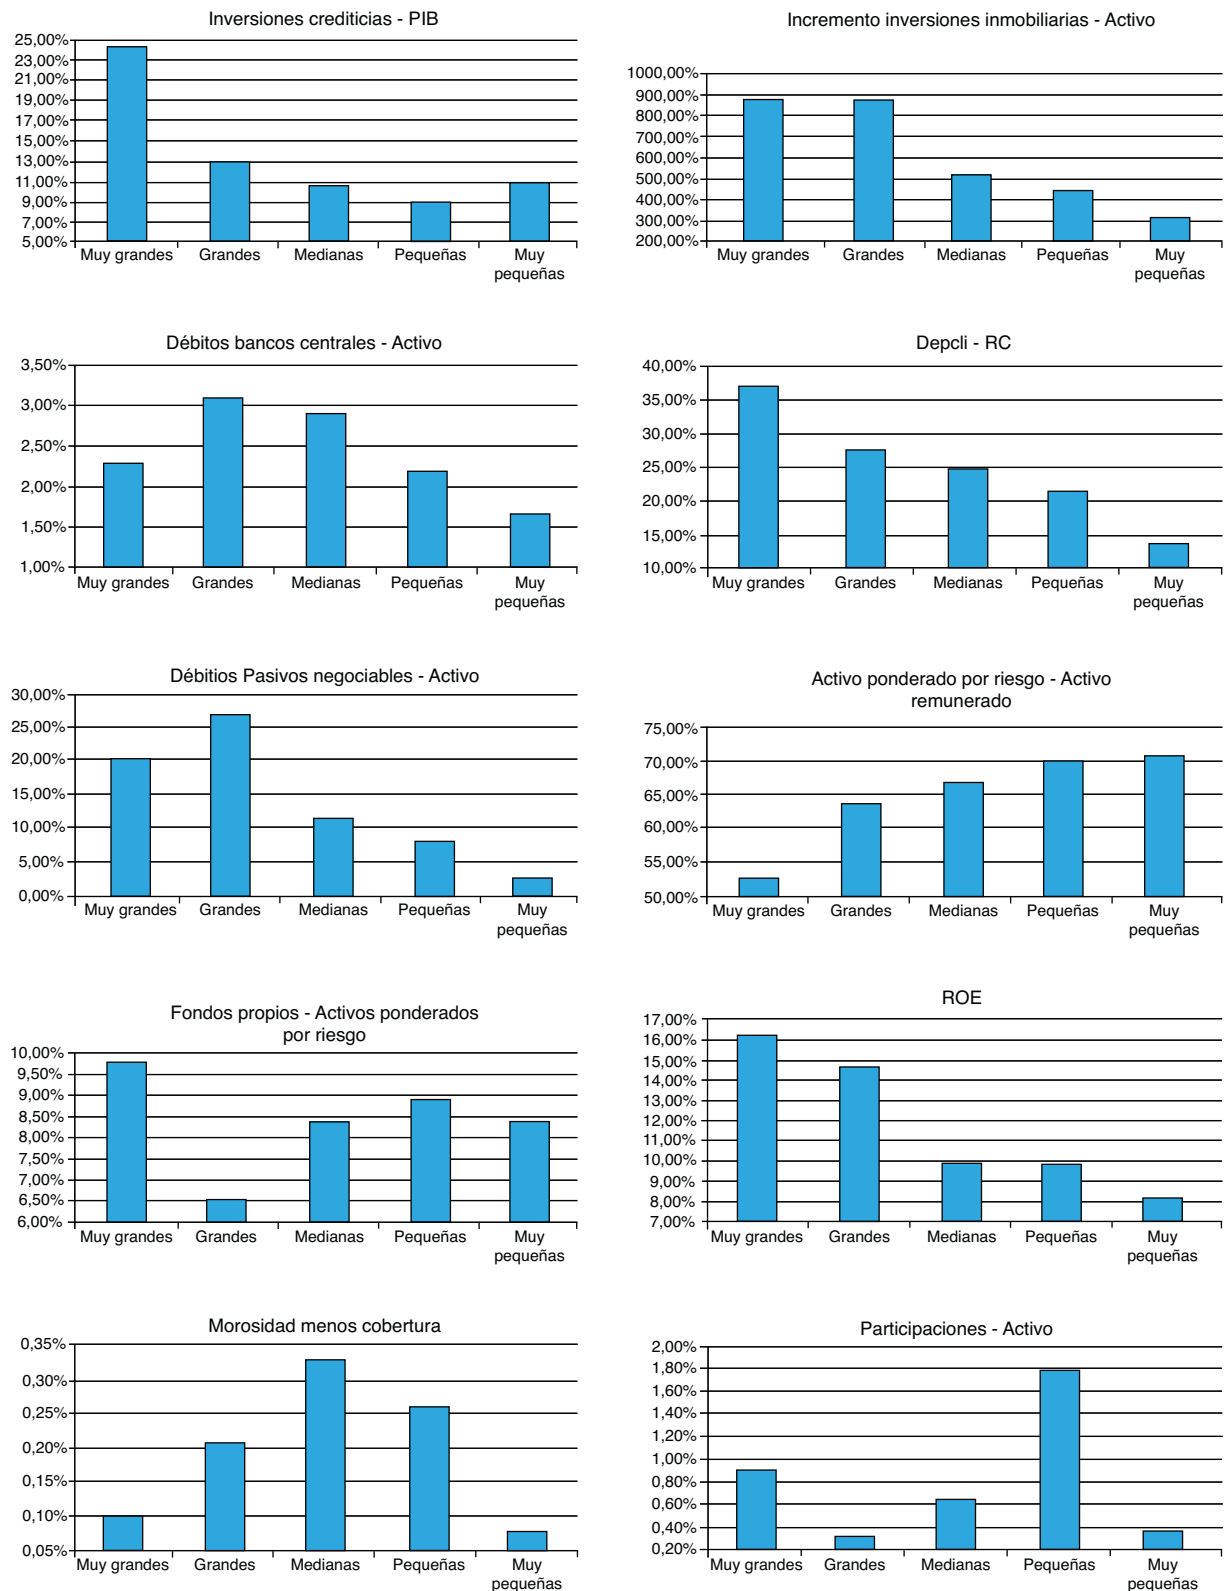 Inversiones crediticias - PIB
25,00%
23,00%
21,00%
19,00%
17,00%
15,00%
13,00%
11,00%
9,00%
7,00%
5,00%
Muy grandes Grandes Medianas Pequeñas Muy
pequeñas
Incremento inversiones inmobiliarias - Activo
1000,00%
900,00%
800,00%
700,00%
600,00%
500,00%
400,00%
300,00%
200,00%
Muy grandes Grandes Medianas Pequeñas Muy
pequeñas
Débitos bancos centrales - Activo
3,50%
3,00%
2,50%
2,00%
1,50%
1,00%
Muy grandes Grandes Medianas Pequeñas Muy
pequeñas
Depcli - RC
40,00%
35,00%
30,00%
25,00%
20,00%
15,00%
10,00%
Muy grandes Grandes Medianas Pequeñas Muy
pequeñas
Débitios Pasivos negociables - Activo
30,00%
25,00%
20,00%
15,00%
10,00%
5,00%
0,00%
Muy grandes Grandes Medianas Pequeñas Muy
pequeñas
Activo ponderado por riesgo - Activo
remunerado
75,00%
70,00%
65,00%
60,00%
55,00%
50,00%
Muy grandes Grandes Medianas Pequeñas Muy
pequeñas
Fondos propios - Activos ponderados
por riesgo
10,00%
9,50%
9,00%
8,50%
8,00%
7,50%
7,00%
6,50%
6,00%
Muy grandes Grandes Medianas Pequeñas Muy
pequeñas
ROE
17,00%
16,00%
15,00%
14,00%
13,00%
12,00%
11,00%
10,00%
9,00%
8,00%
7,00%
Muy grandes Grandes Medianas Pequeñas Muy
pequeñas
Morosidad menos cobertura
0,35%
0,30%
0,25%
0,20%
0,15%
0,10%
0,05%
Muy grandes Grandes Medianas Pequeñas Muy
pequeñas
Participaciones - Activo
2,00%
1,80%
1,60%
1,40%
1,20%
1,00%
0,80%
0,60%
0,40%
0,20%
Muy grandes Grandes Medianas Pequeñas Muy
pequeñas